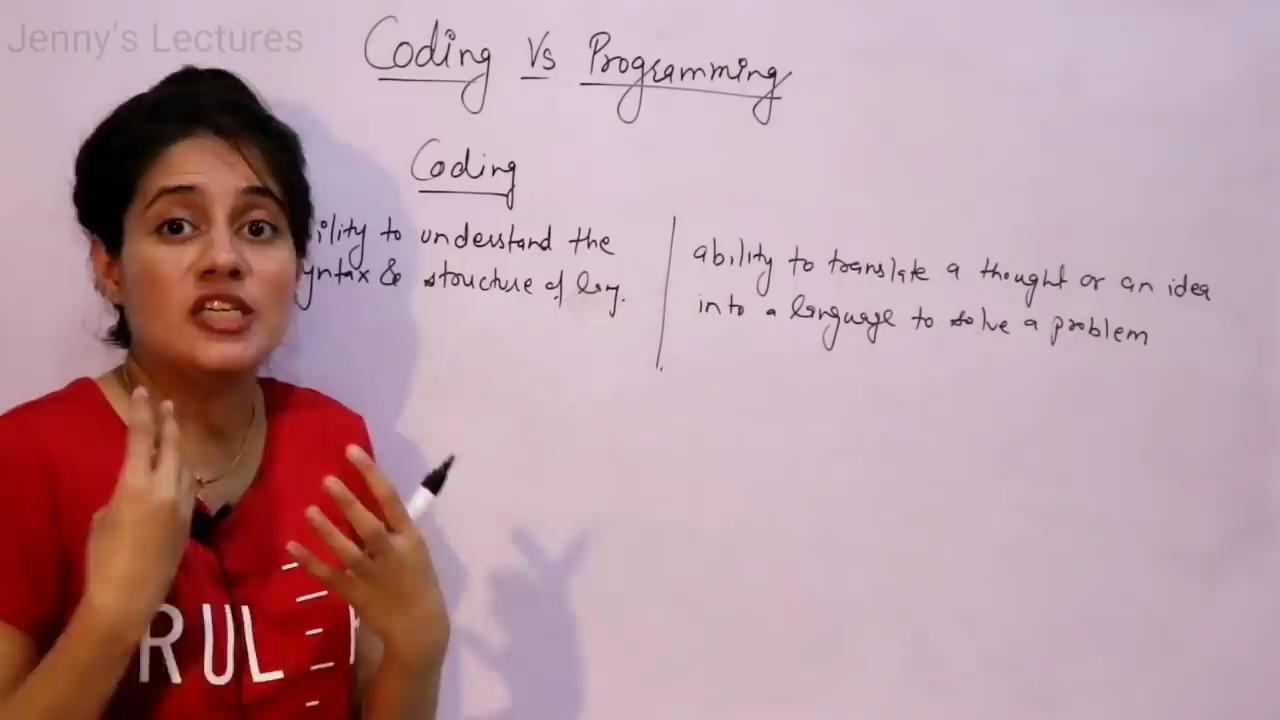 Jenny's Lectures
Coding Vs Programming
Coding
ility to understand the
yntax & structure of
ability to translate a thought or an idea
into a language to solve a problem
RUL